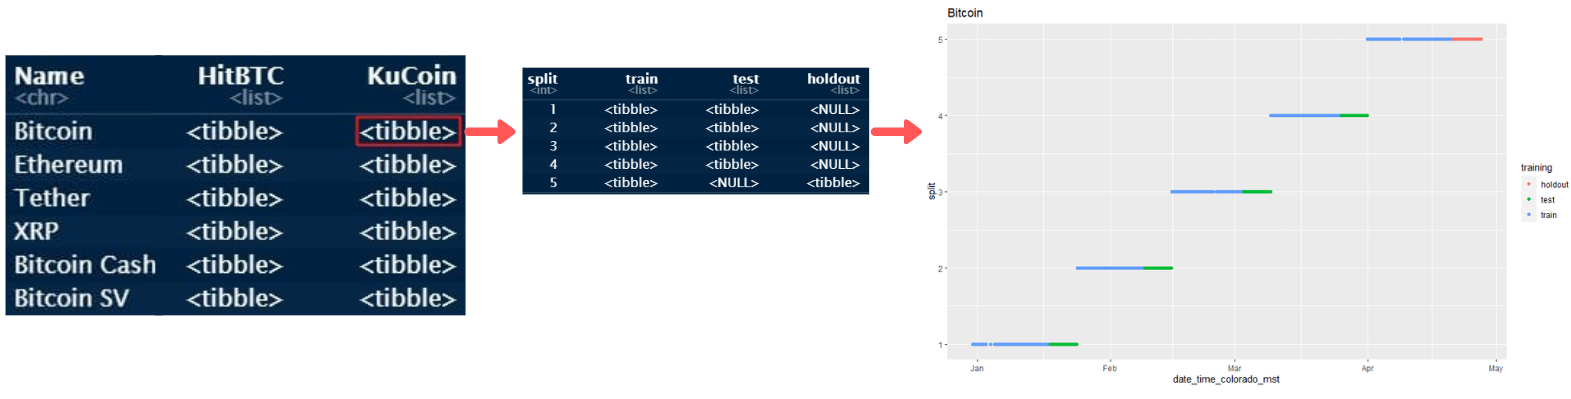 Name HitBTC KuCoin
<chr> <list> <list>
Bitcoin <tibble> <tibble>
Ethereum <tibble> <tibble>
Tether <tibble> <tibble>
XRP <tibble> <tibble>
Bitcoin Cash <tibble> <tibble>
Bitcoin SV <tibble> <tibble>
split train test holdout
<int> <list> <list> <list>
1 <tibble> <tibble> <NULL>
2 <tibble> <tibble> <NULL>
3 <tibble> <tibble> <NULL>
4 <tibble> <tibble> <NULL>
5 <tibble> <NULL> <tibble>
Bitcoin
5
4
3
2
1
split
Jan Feb Mar Apr May
date_time_colorado_mst
training
holdout
test
train